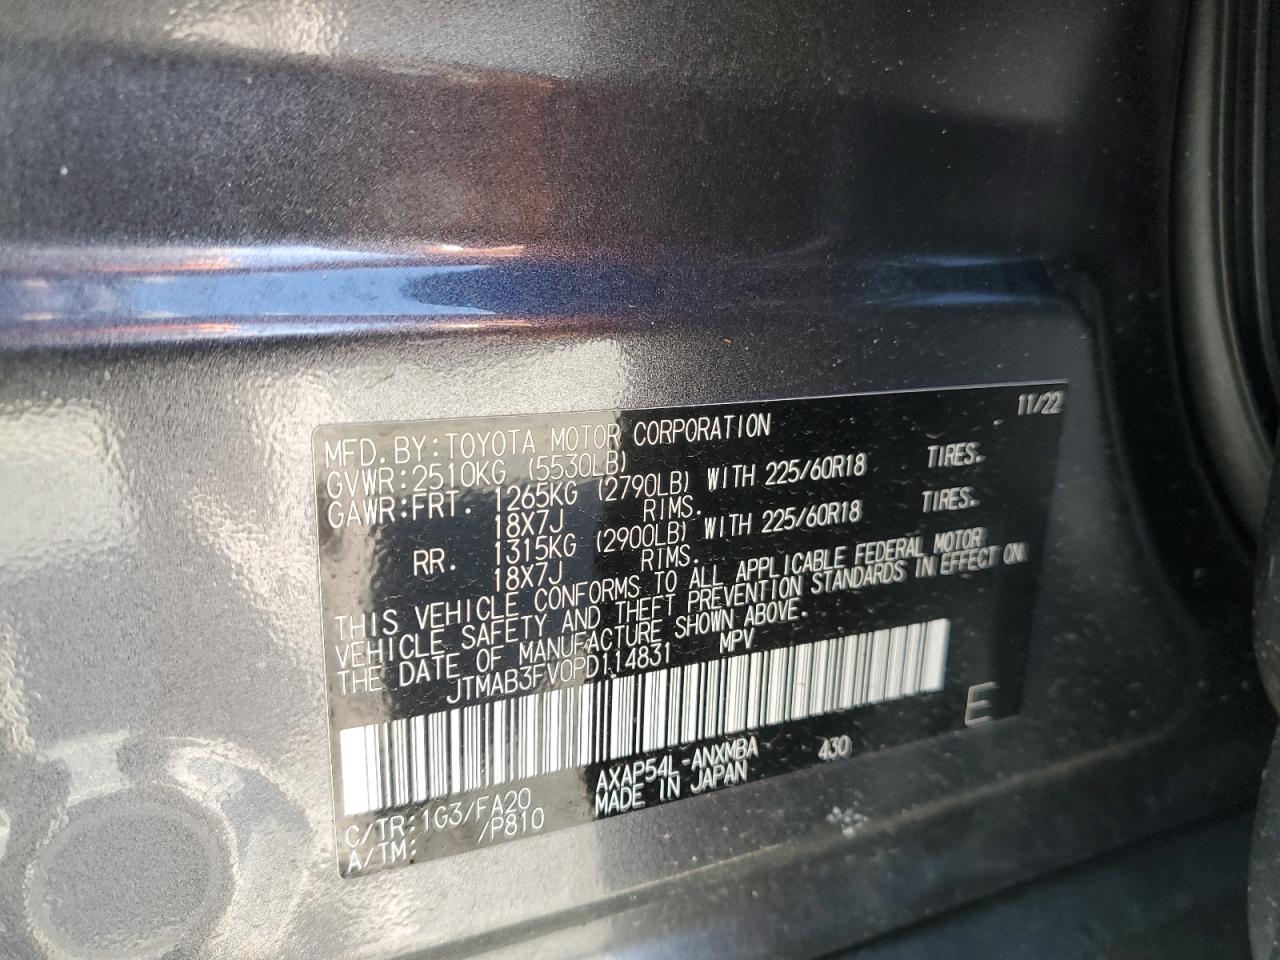 11/22
MFD.BY:TOYOTA MOTOR CORPORATION
GVWR:2510KG (5530LB)
GAWR:FRT. 1265KG (2790LB) WITH 225/60R18 TIRES.
18X7J RIMS.
RR. 1315KG (2900LB) WITH 225/60R18 TIRES.
18X7J RIMS.
THIS VEHICLE CONFORMS TO ALL APPLICABLE FEDERAL MOTOR
VEHICLE SAFETY AND THEFT PREVENTION STANDARDS IN EFFECT ON
THE DATE OF MANUFACTURE SHOWN ABOVE.
JTMAB3FV0PD114831 MPV
E
C/TR:1G3/FA20 AXAP54L-ANXMBA 430
A/TM: /P810 MADE IN JAPAN